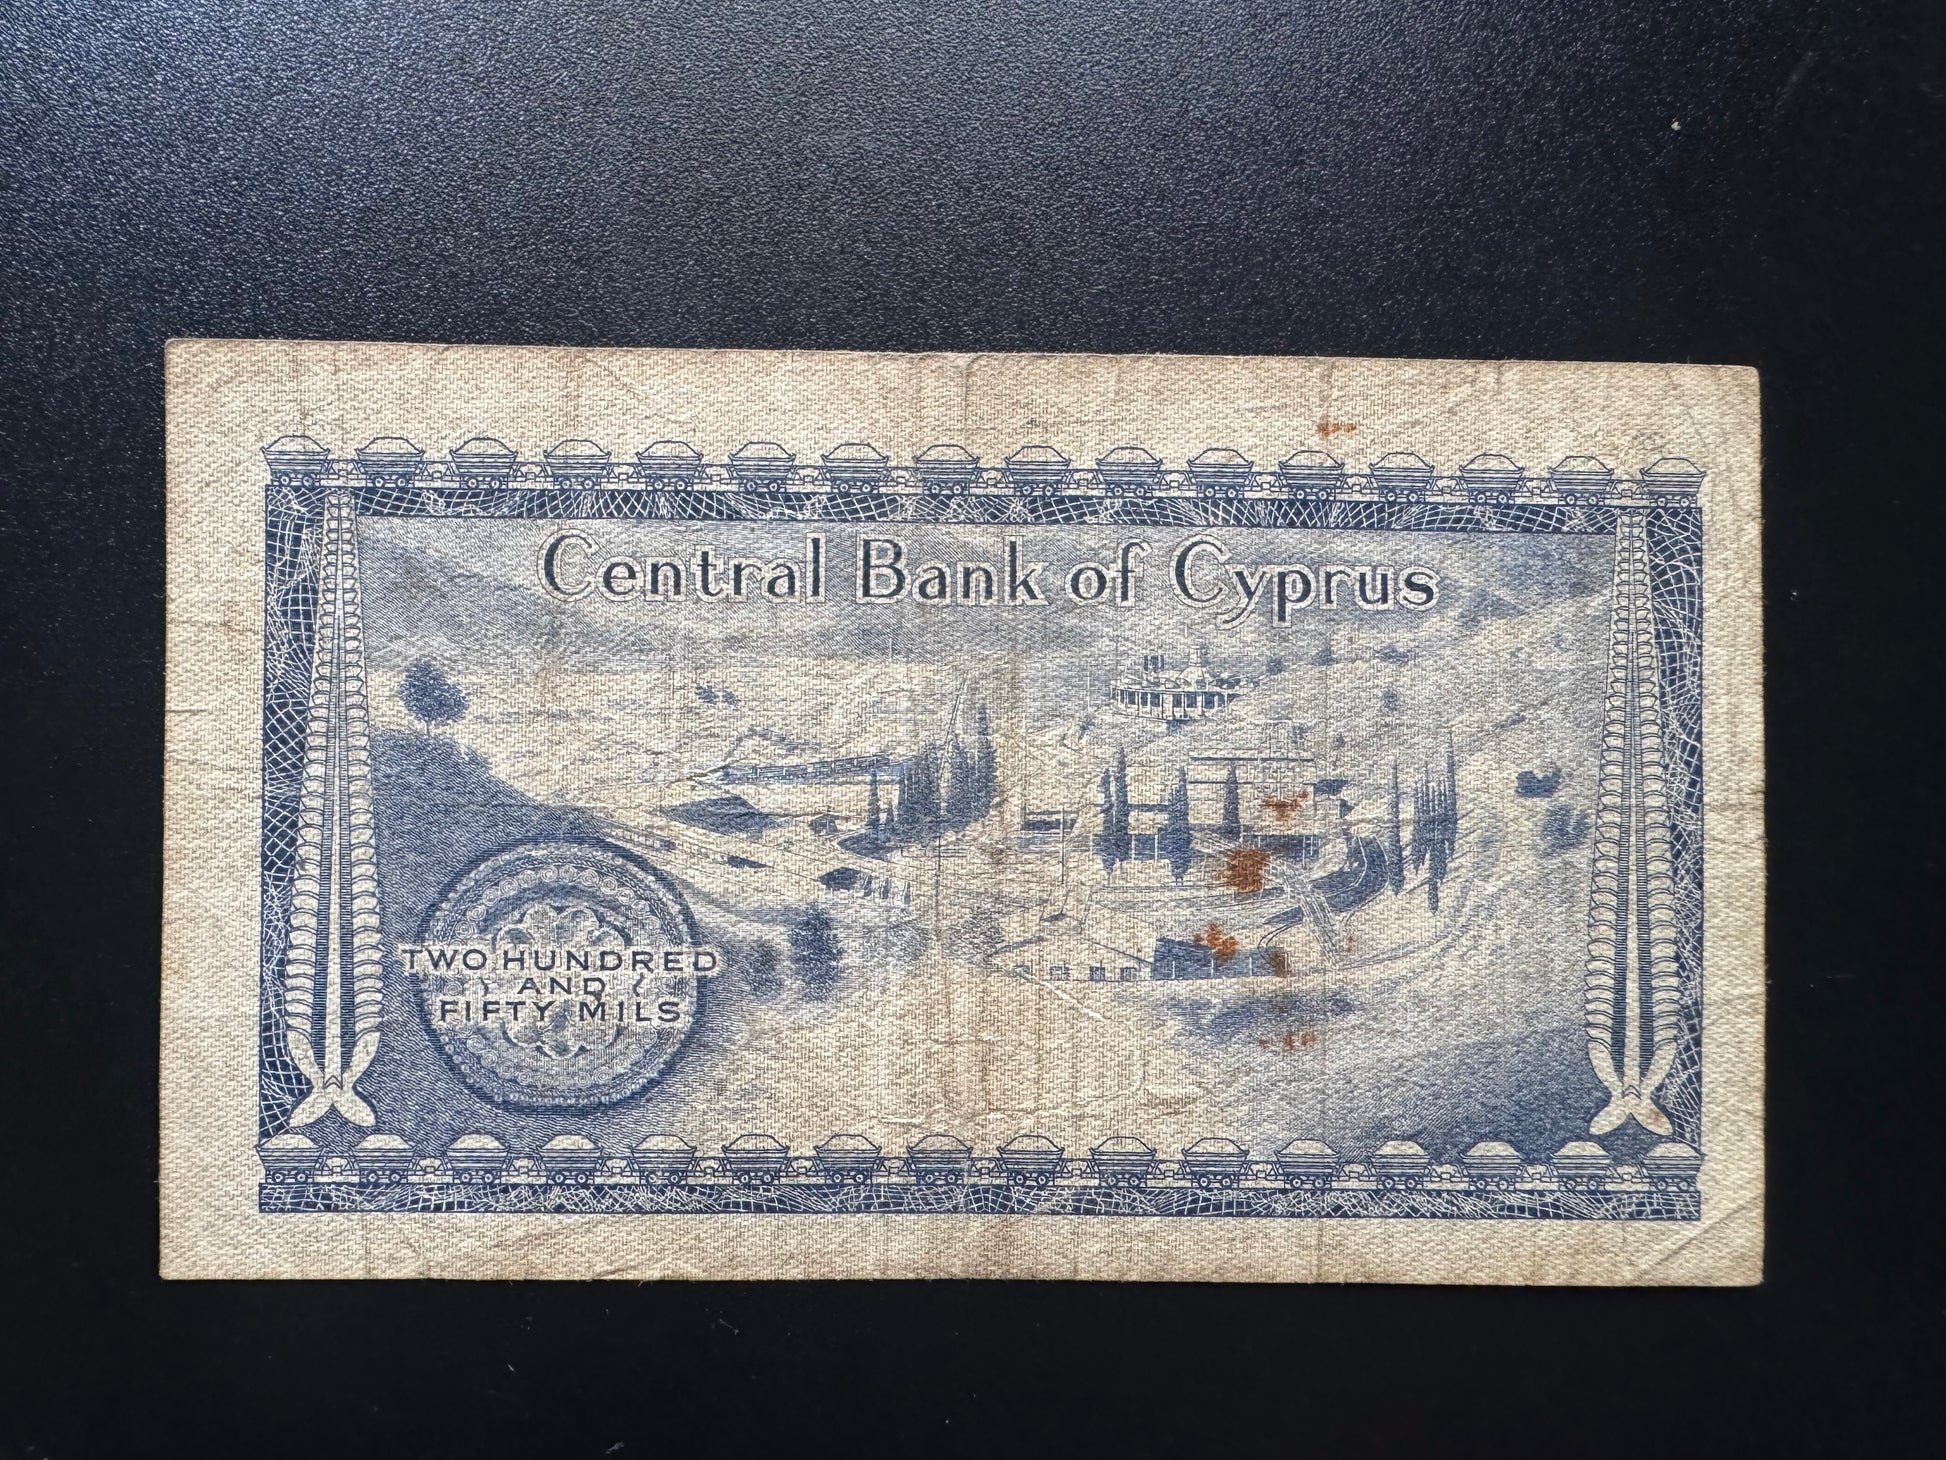 Central Bank of Cyprus
TWO HUNDRED
AND
FIFTY MILS